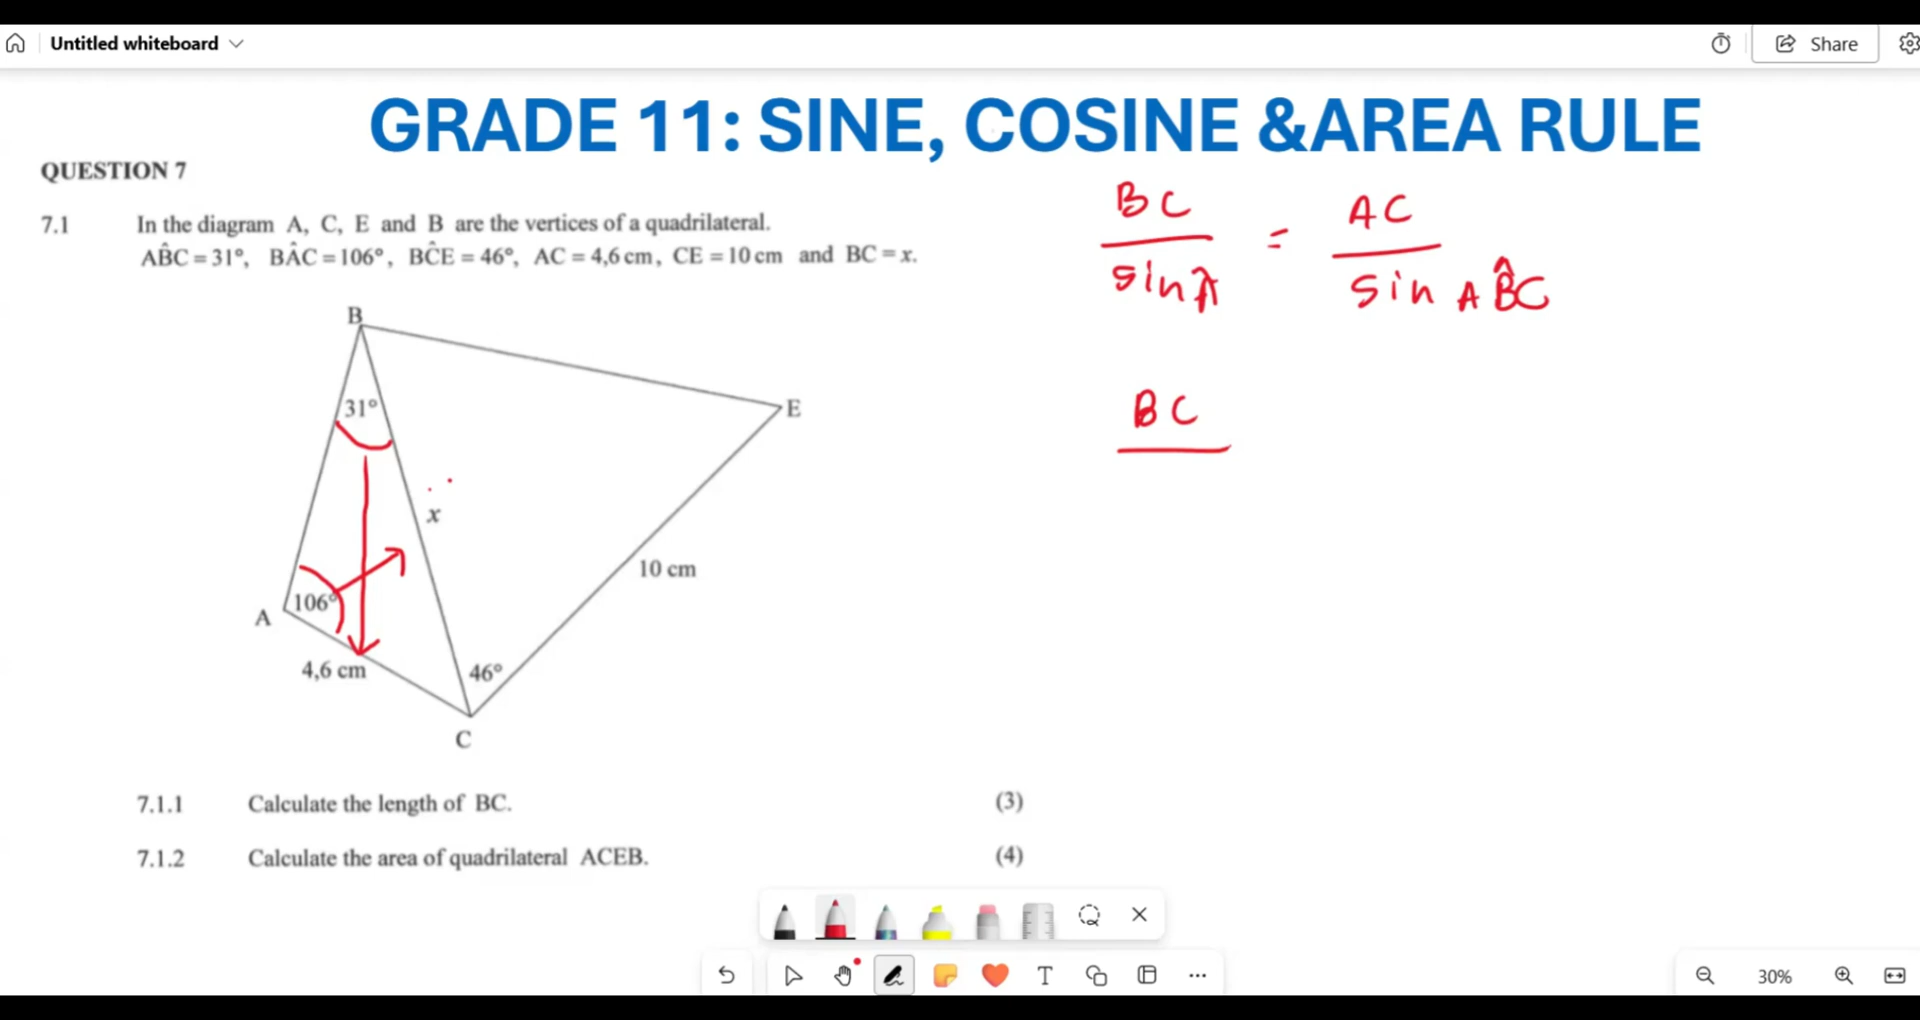 Untitled whiteboard
Share
GRADE 11: SINE, COSINE &AREA RULE
QUESTION 7
7.1 In the diagram A, C, E and B are the vertices of a quadrilateral.
AB̂C = 31°, BÂC = 106°, BĈE = 46°, AC = 4,6 cm, CE = 10 cm and BC = x.
BC = AC
sin Â sin AB̂C
BC
B
31°
E
x
10 cm
106°
A
4,6 cm
46°
C
7.1.1 Calculate the length of BC. (3)
7.1.2 Calculate the area of quadrilateral ACEB. (4)
T
30%